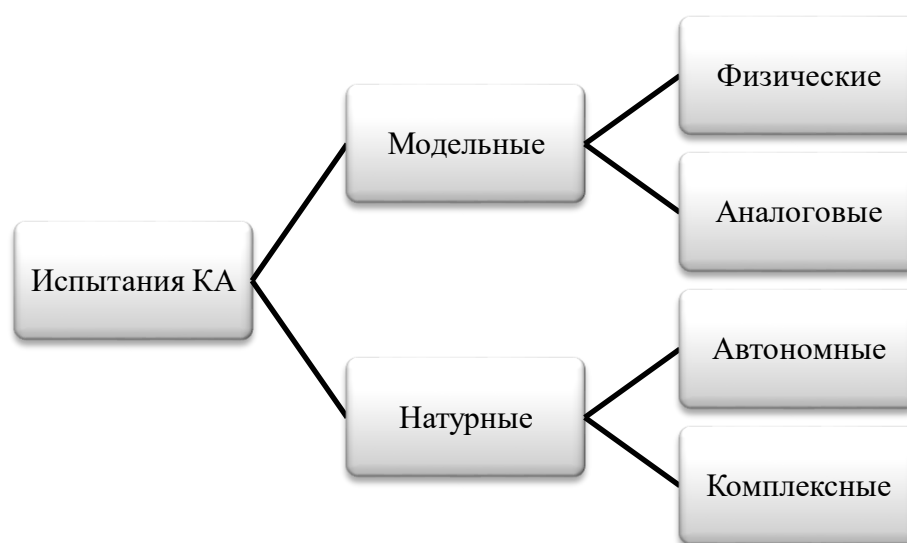 Испытания КА
Модельные
Физические
Аналоговые
Натурные
Автономные
Комплексные